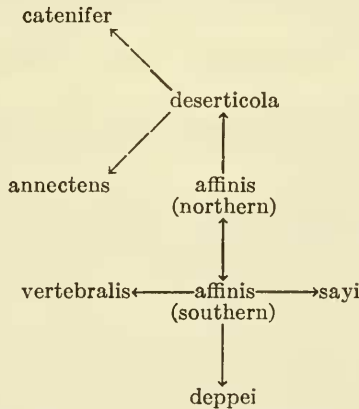 catenifer
deserticola
annectens affinis
(northern)
vertebralis affinis sayi
(southern)
deppei